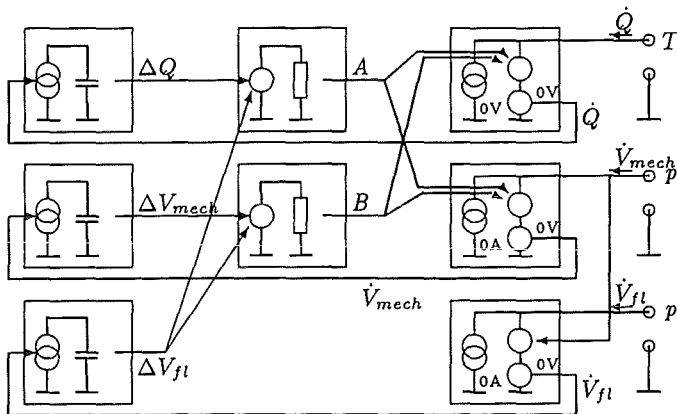 Q̇ T
ΔQ A 0V 0V Q̇
V̇mech p
ΔVmech B 0A 0V
V̇mech V̇fl p
ΔVfl 0A 0V V̇fl